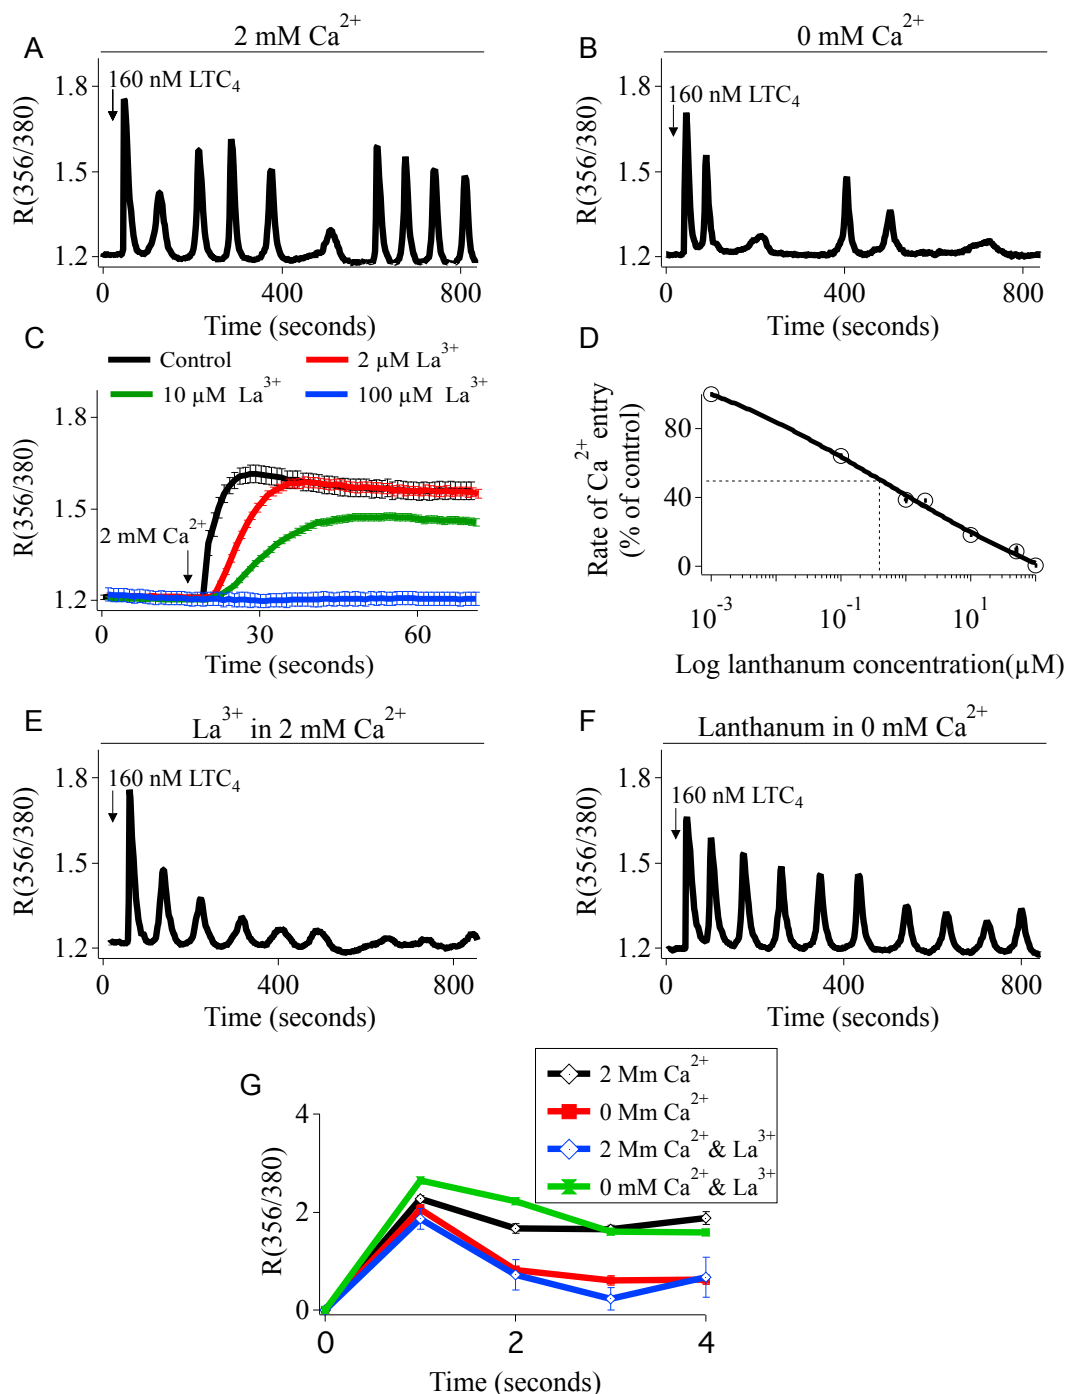 A
2 mM Ca²⁺
R(356/380)
1.8
1.5
1.2
160 nM LTC₄
0
400
800
Time (seconds)
B
0 mM Ca²⁺
R(356/380)
1.8
1.5
1.2
160 nM LTC₄
0
400
800
Time (seconds)
C
Control
2 µM La³⁺
10 µM La³⁺
100 µM La³⁺
R(356/380)
1.8
1.5
1.2
2 mM Ca²⁺
0
30
60
Time (seconds)
D
Rate of Ca²⁺ entry
(% of control)
80
40
0
10⁻³
10⁻¹
10¹
Log lanthanum concentration(µM)
E
La³⁺ in 2 mM Ca²⁺
R(356/380)
1.8
1.5
1.2
160 nM LTC₄
0
400
800
Time (seconds)
F
Lanthanum in 0 mM Ca²⁺
R(356/380)
1.8
1.5
1.2
160 nM LTC₄
0
400
800
Time (seconds)
G
2 Mm Ca²⁺
0 Mm Ca²⁺
2 Mm Ca²⁺& La³⁺
0 mM Ca²⁺& La³⁺
R(356/380)
4
2
0
0
2
4
Time (seconds)